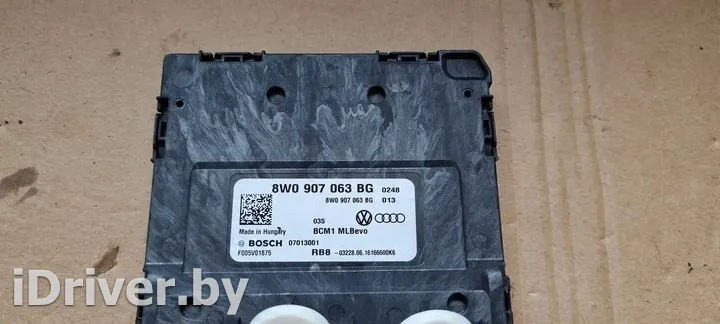 8W0 907 063 BG 0248
8W0 907 063 BG 013
03S
Made in Hungary BCM1 MLBevo
BOSCH 07013001
F005V01875 RB8 -03228.06.16166600K6
iDriver.by